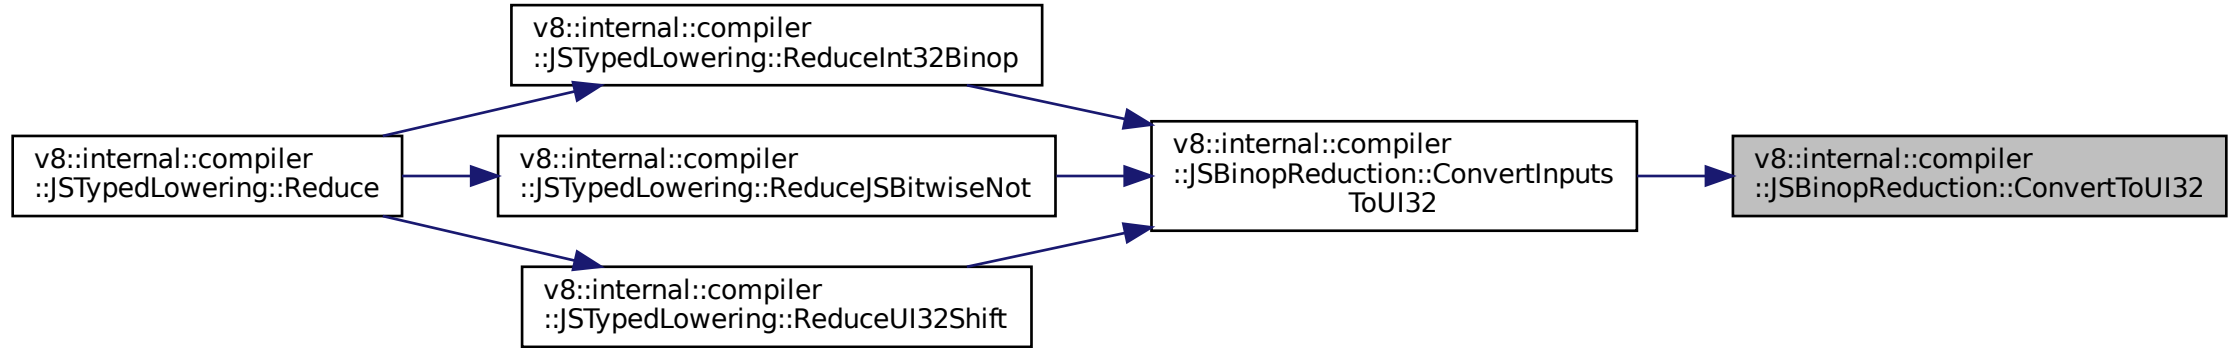 v8::internal::compiler
::JSTypedLowering::ReduceInt32Binop
v8::internal::compiler
::JSTypedLowering::Reduce
v8::internal::compiler
::JSTypedLowering::ReduceJSBitwiseNot
v8::internal::compiler
::JSTypedLowering::ReduceUI32Shift
v8::internal::compiler
::JSBinopReduction::ConvertInputs
ToUI32
v8::internal::compiler
::JSBinopReduction::ConvertToUI32